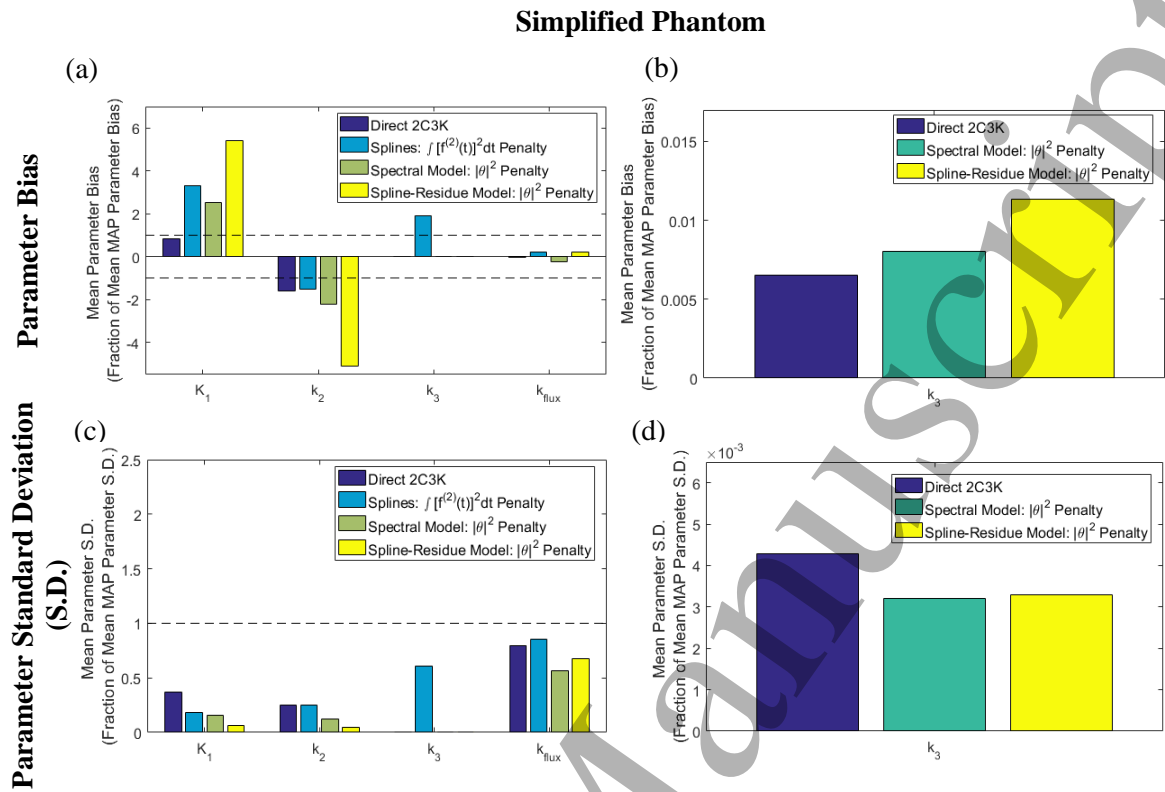 Simplified Phantom
Parameter Bias
Parameter Standard Deviation
(S.D.)
(a)
Mean Parameter Bias
(Fraction of Mean MAP Parameter Bias)
6
4
2
0
-2
-4
Direct 2C3K
Splines: ∫ [f⁽²⁾(t)]²dt Penalty
Spectral Model: |θ|² Penalty
Spline-Residue Model: |θ|² Penalty
K₁ k₂ k₃ k_flux
(b)
Mean Parameter Bias
(Fraction of Mean MAP Parameter Bias)
0.015
0.01
0.005
0
Direct 2C3K
Spectral Model: |θ|² Penalty
Spline-Residue Model: |θ|² Penalty
k₃
(c)
Mean Parameter S.D.
(Fraction of Mean MAP Parameter S.D.)
2.5
2
1.5
1
0.5
0
Direct 2C3K
Splines: ∫ [f⁽²⁾(t)]²dt Penalty
Spectral Model: |θ|² Penalty
Spline-Residue Model: |θ|² Penalty
K₁ k₂ k₃ k_flux
(d)
Mean Parameter S.D.
(Fraction of Mean MAP Parameter S.D.)
×10⁻³
6
5
4
3
2
1
0
Direct 2C3K
Spectral Model: |θ|² Penalty
Spline-Residue Model: |θ|² Penalty
k₃
Manuscript